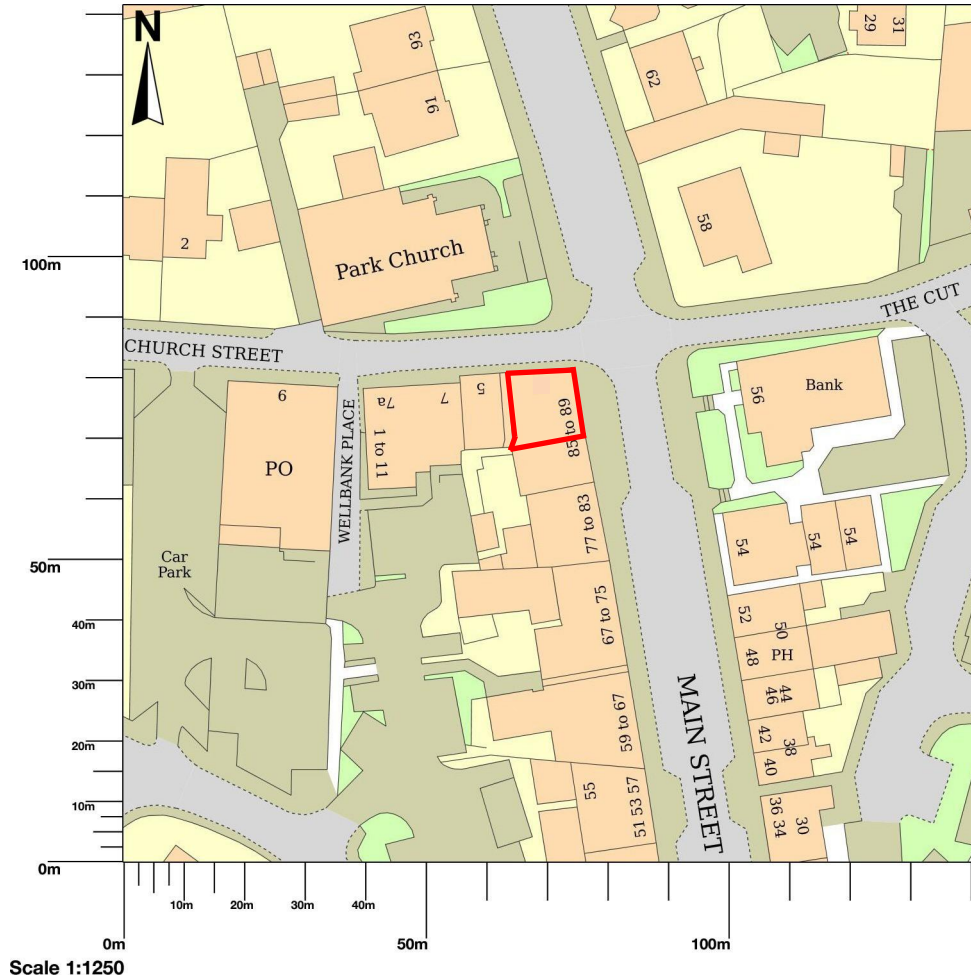 N
93
91
62
29
31
2
Park Church
58
100m
CHURCH STREET
THE CUT
9
7a
7
5
1 to 11
PO
WELLBANK PLACE
85 to 89
56
Bank
77 to 83
54
54
54
Car
Park
50m
67 to 75
52
50
48
PH
40m
30m
46
44
42
38
40
59 to 67
MAIN STREET
20m
55
51 53 57
36
34
30
10m
0m
10m
20m
30m
40m
0m
50m
100m
Scale 1:1250